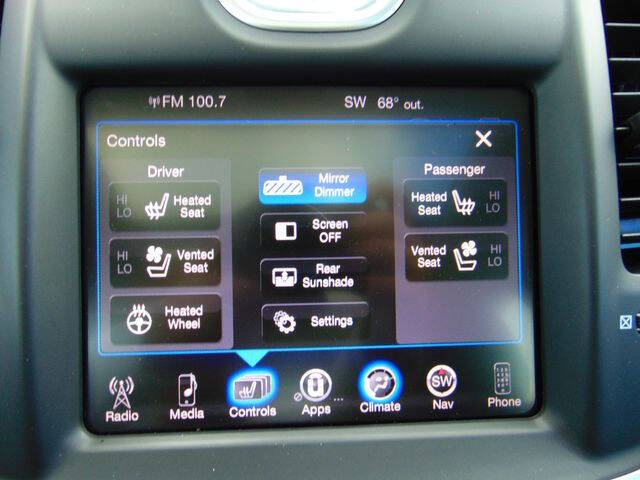 FM 100.7 SW 68° out.
Controls X
Driver
Passenger
HI
LO
Heated
Seat
Mirror
Dimmer
Heated
Seat
HI
LO
HI
LO
Vented
Seat
Screen
OFF
Vented
Seat
HI
LO
Heated
Wheel
Rear
Sunshade
Settings
SW
Radio Media Controls Apps ... Climate Nav Phone